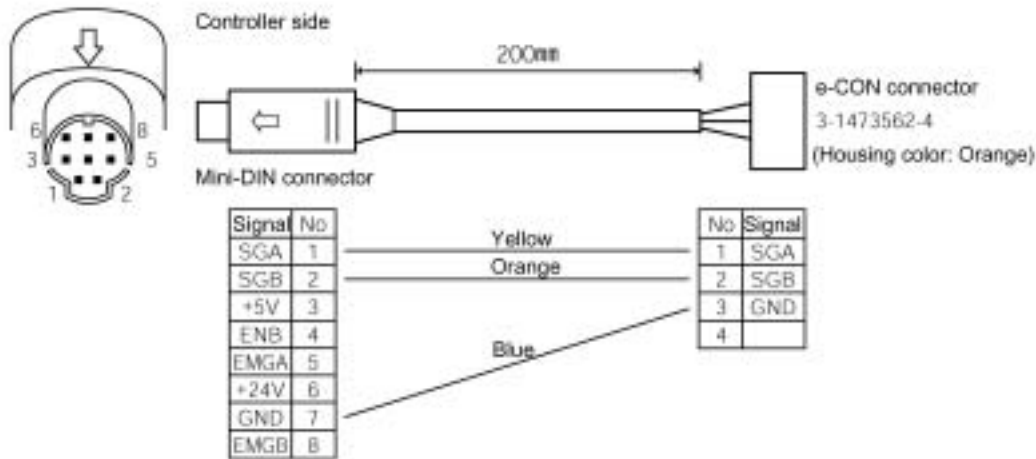 Controller side
6 8
3 5
1 2
200mm
Mini-DIN connector
e-CON connector
3-1473562-4
(Housing color: Orange)
Signal No
SGA 1
SGB 2
+5V 3
ENB 4
EMGA 5
+24V 6
GND 7
EMGB 8
Yellow
Orange
Blue
No Signal
1 SGA
2 SGB
3 GND
4